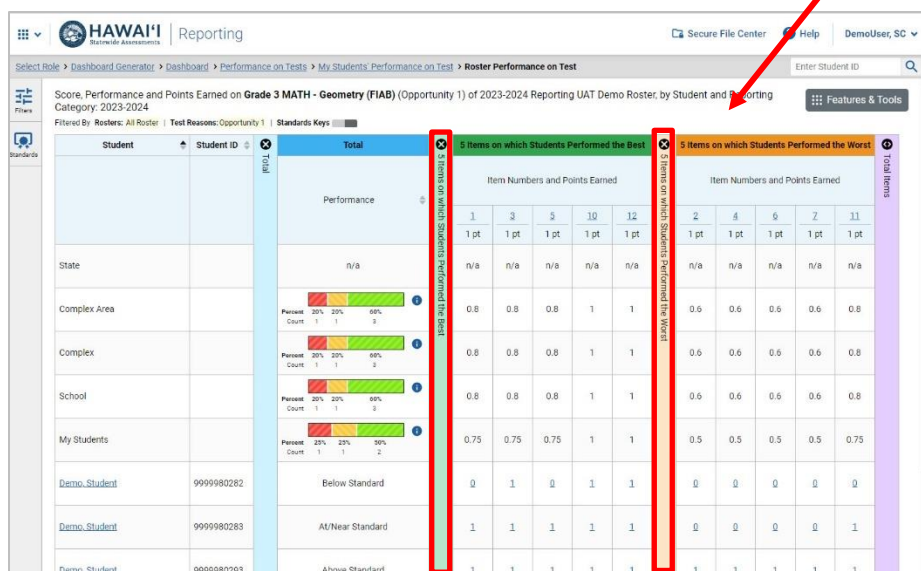 HAWAIʻI
Statewide Assessments
Reporting
Secure File Center
Help
DemoUser, SC
Select Role > Dashboard Generator > Dashboard > Performance on Tests > My Students' Performance on Test > Roster Performance on Test
Enter Student ID
Filters
Standards
Score, Performance and Points Earned on Grade 3 MATH - Geometry (FIAB) (Opportunity 1) of 2023-2024 Reporting UAT Demo Roster, by Student and Reporting
Category: 2023-2024
Features & Tools
Filtered By Rosters: All Roster | Test Reasons: Opportunity 1 | Standards Keys
Student Student ID Total Total 5 Items on which Students Performed the Best 5 Items on which Students Performed the Best 5 Items on which Students Performed the Worst 5 Items on which Students Performed the Worst Total Items
Performance Item Numbers and Points Earned Item Numbers and Points Earned
1 3 5 10 12 2 4 6 7 11
1 pt 1 pt 1 pt 1 pt 1 pt 1 pt 1 pt 1 pt 1 pt 1 pt
State n/a n/a n/a n/a n/a n/a n/a n/a n/a n/a n/a
Complex Area 0.8 0.8 0.8 1 1 0.6 0.6 0.6 0.6 0.8
Percent 20% 20% 60%
Count 1 1 3
Complex 0.8 0.8 0.8 1 1 0.6 0.6 0.6 0.6 0.8
Percent 20% 20% 60%
Count 1 1 3
School 0.8 0.8 0.8 1 1 0.6 0.6 0.6 0.6 0.8
Percent 20% 20% 60%
Count 1 1 3
My Students 0.75 0.75 0.75 1 1 0.5 0.5 0.5 0.5 0.75
Percent 25% 25% 50%
Count 1 1 2
Demo, Student 9999980282 Below Standard 0 1 0 1 1 0 0 0 0 0
Demo, Student 9999980283 At/Near Standard 1 1 1 1 1 0 0 0 0 1
Demo, Student 9999980293 Above Standard 1 1 1 1 1 1 1 1 1 1